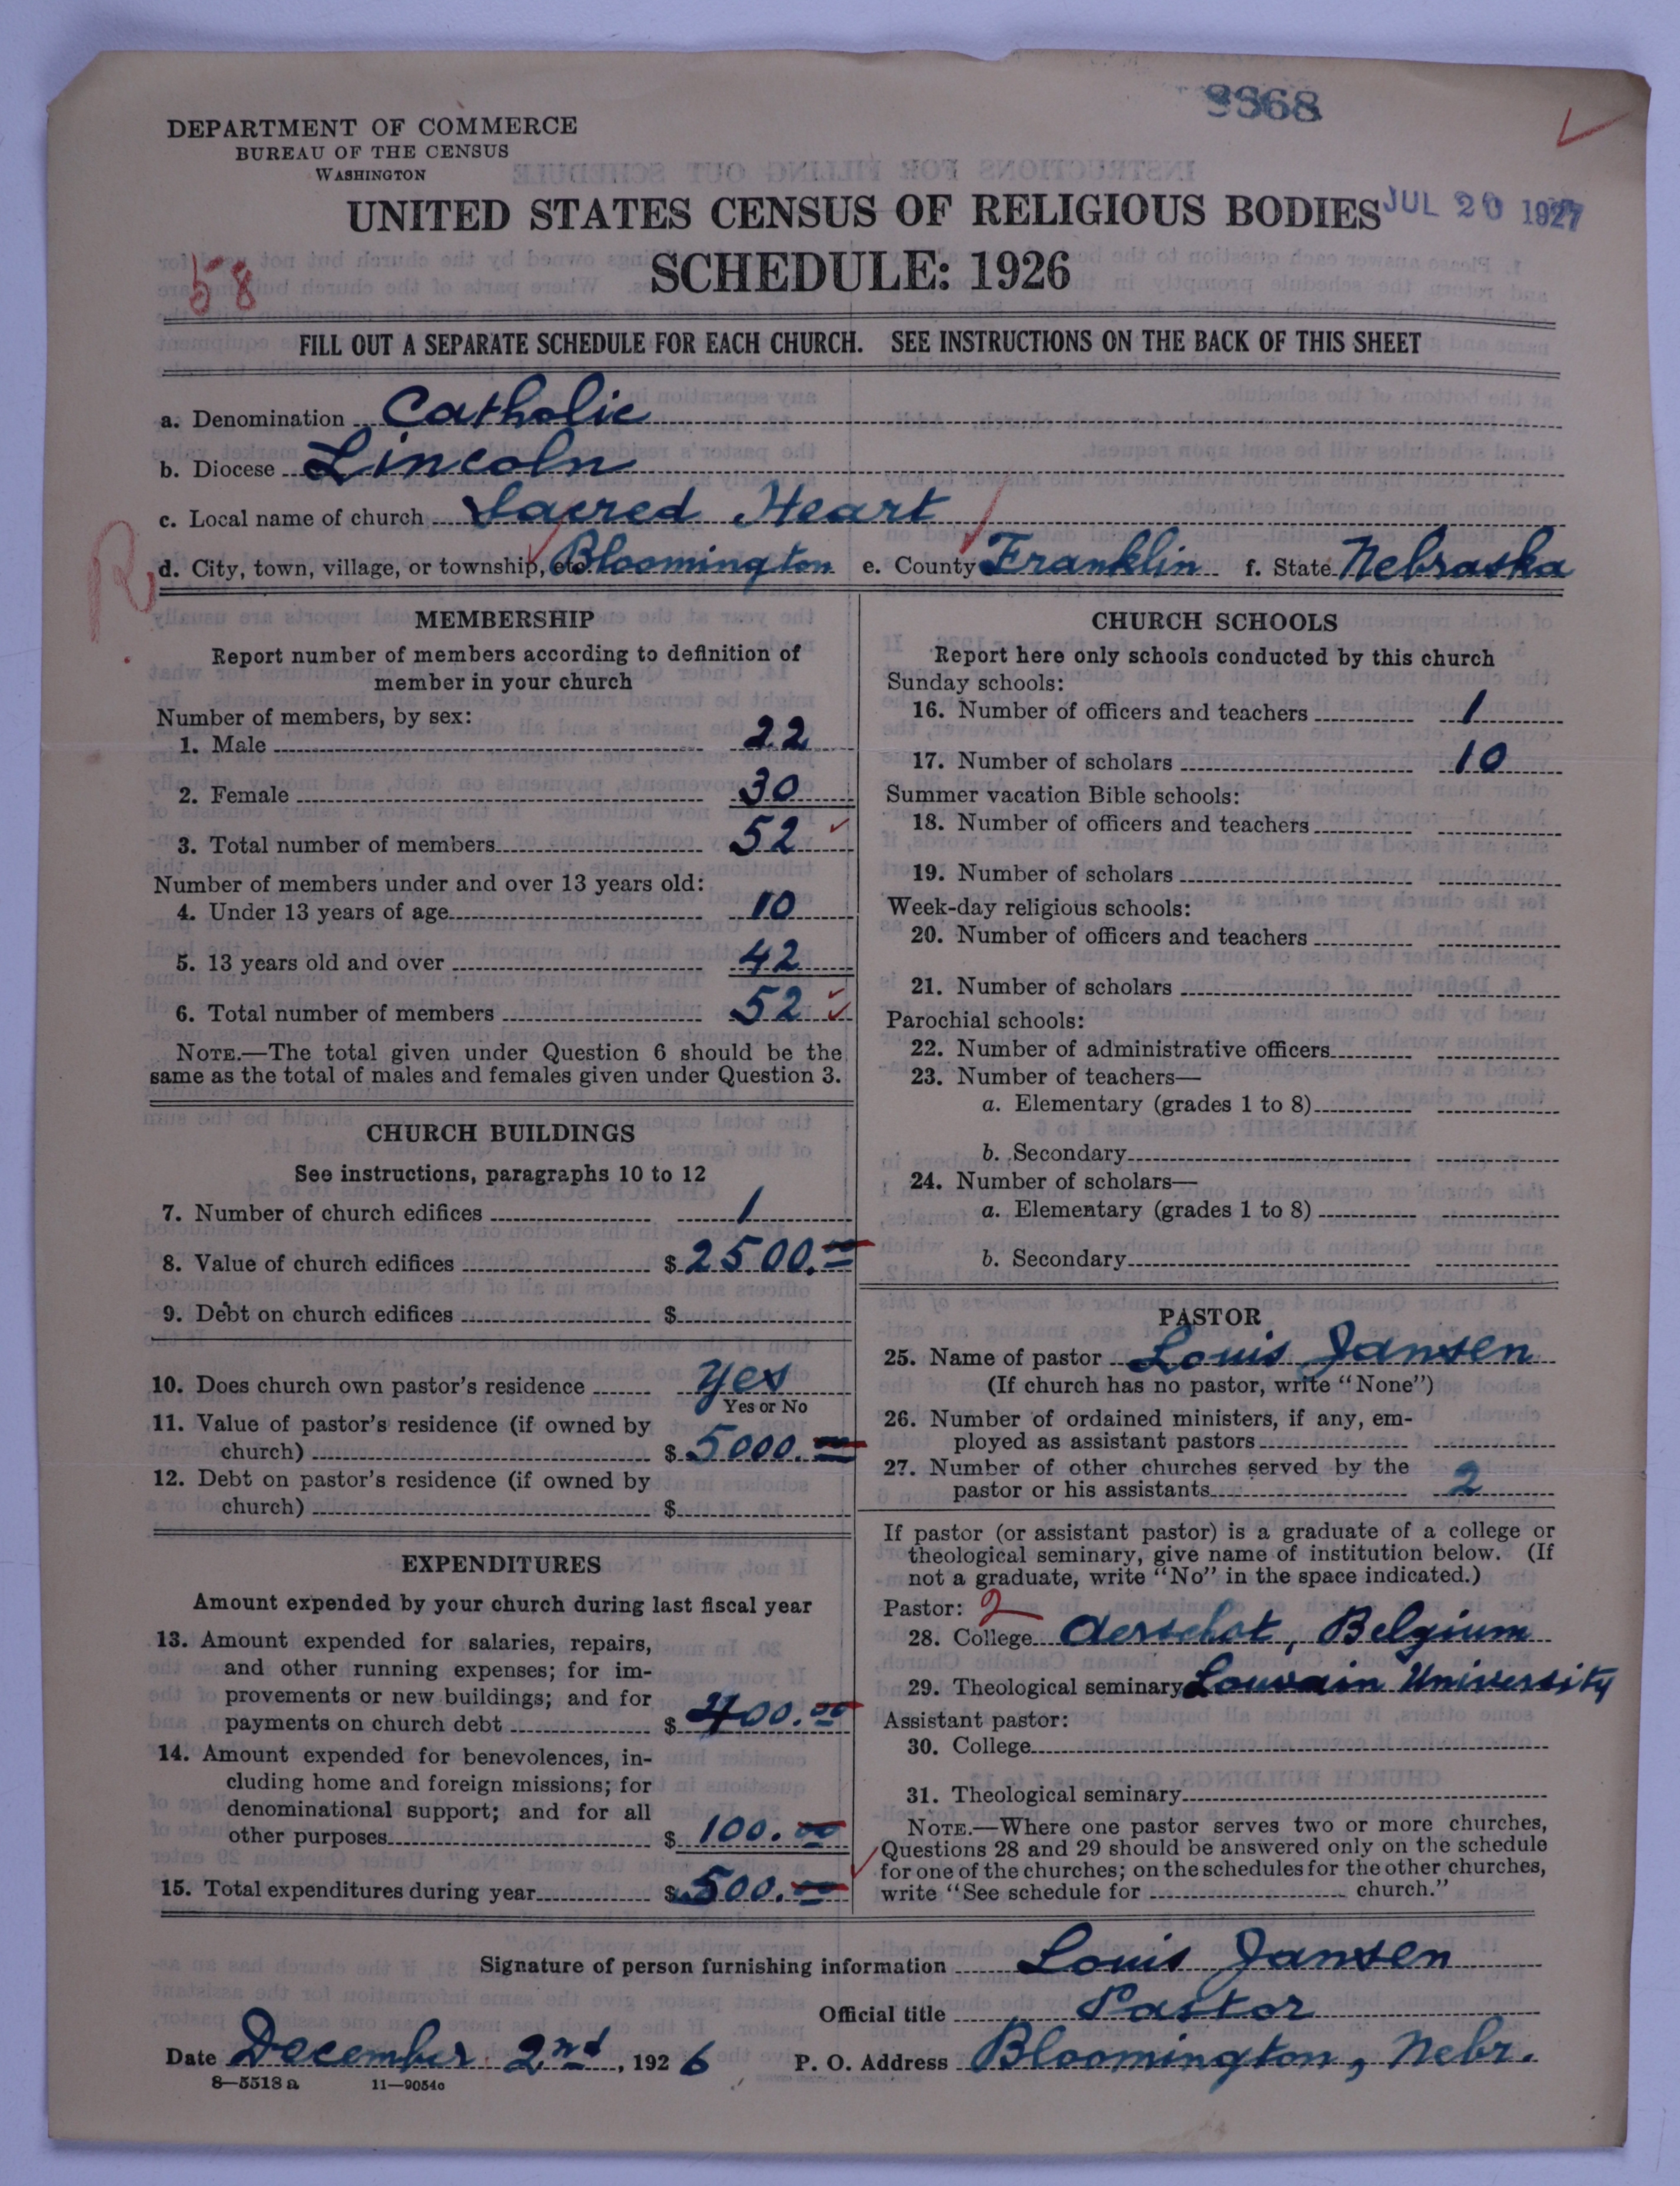 9368
DEPARTMENT OF COMMERCE
BUREAU OF THE CENSUS
WASHINGTON
UNITED STATES CENSUS OF RELIGIOUS BODIES
JUL 20 1927
58
SCHEDULE: 1926
FILL OUT A SEPARATE SCHEDULE FOR EACH CHURCH. SEE INSTRUCTIONS ON THE BACK OF THIS SHEET
a. Denomination Catholic
b. Diocese Lincoln
c. Local name of church Sacred Heart
R
d. City, town, village, or township, etc. Bloomington e. County Franklin f. State Nebraska
MEMBERSHIP
Report number of members according to definition of
member in your church
Number of members, by sex:
1. Male 22
2. Female 30
3. Total number of members 52
Number of members under and over 13 years old:
4. Under 13 years of age 10
5. 13 years old and over 42
6. Total number of members 52
NOTE.—The total given under Question 6 should be the
same as the total of males and females given under Question 3.
CHURCH BUILDINGS
See instructions, paragraphs 10 to 12
7. Number of church edifices 1
8. Value of church edifices $ 2500.00
9. Debt on church edifices $
10. Does church own pastor's residence yes
Yes or No
11. Value of pastor's residence (if owned by
church) $ 5000.00
12. Debt on pastor's residence (if owned by
church) $
EXPENDITURES
Amount expended by your church during last fiscal year
13. Amount expended for salaries, repairs,
and other running expenses; for im-
provements or new buildings; and for
payments on church debt $ 400.00
14. Amount expended for benevolences, in-
cluding home and foreign missions; for
denominational support; and for all
other purposes $ 100.00
15. Total expenditures during year $ 500.00
CHURCH SCHOOLS
Report here only schools conducted by this church
Sunday schools:
16. Number of officers and teachers 1
17. Number of scholars 10
Summer vacation Bible schools:
18. Number of officers and teachers
19. Number of scholars
Week-day religious schools:
20. Number of officers and teachers
21. Number of scholars
Parochial schools:
22. Number of administrative officers
23. Number of teachers—
a. Elementary (grades 1 to 8)
b. Secondary
24. Number of scholars—
a. Elementary (grades 1 to 8)
b. Secondary
PASTOR
25. Name of pastor Louis Jansen
(If church has no pastor, write "None")
26. Number of ordained ministers, if any, em-
ployed as assistant pastors
27. Number of other churches served by the
pastor or his assistants 2
If pastor (or assistant pastor) is a graduate of a college or
theological seminary, give name of institution below. (If
not a graduate, write "No" in the space indicated.)
Pastor: 2
28. College Aerschot, Belgium
29. Theological seminary Louvain University
Assistant pastor:
30. College
31. Theological seminary
NOTE.—Where one pastor serves two or more churches,
Questions 28 and 29 should be answered only on the schedule
for one of the churches; on the schedules for the other churches,
write "See schedule for church."
Signature of person furnishing information Louis Jansen
Official title Pastor
Date December 2nd, 1926 P. O. Address Bloomington, Nebr.
8—5518 a 11—9054c